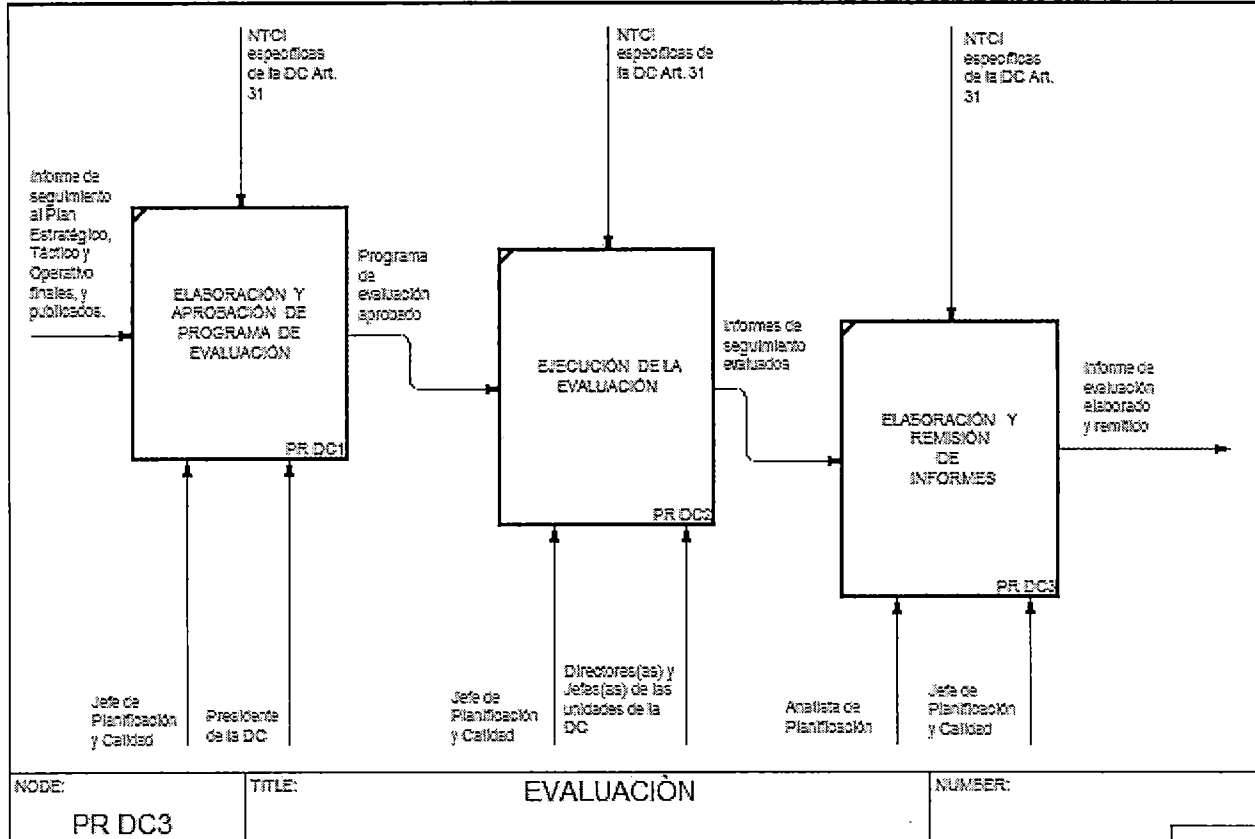 NTCI
específicas
de la DC Art.
31
NTCI
específicas de
la DC Art. 31
NTCI
específicas
de la DC Art.
31
Informe de
seguimiento
al Plan
Estratégico,
Táctico y
Operativo
finales, y
publicados.
ELABORACIÓN Y
APROBACIÓN DE
PROGRAMA DE
EVALUACIÓN
PR DC1
Programa
de
evaluación
aprobado
EJECUCIÓN DE LA
EVALUACIÓN
PR DC2
Informes de
seguimiento
evaluados
ELABORACIÓN Y
REMISIÓN
DE
INFORMES
PR DC3
Informe de
evaluación
elaborado
y remitido
Jefe de
Planificación
y Calidad
Presidente
de la DC
Jefe de
Planificación
y Calidad
Directores(as) y
Jefes(as) de las
unidades de la
DC
Analista de
Planificación
Jefe de
Planificación
y Calidad
NODE:
PR DC3
TITLE:
EVALUACIÒN
NUMBER: